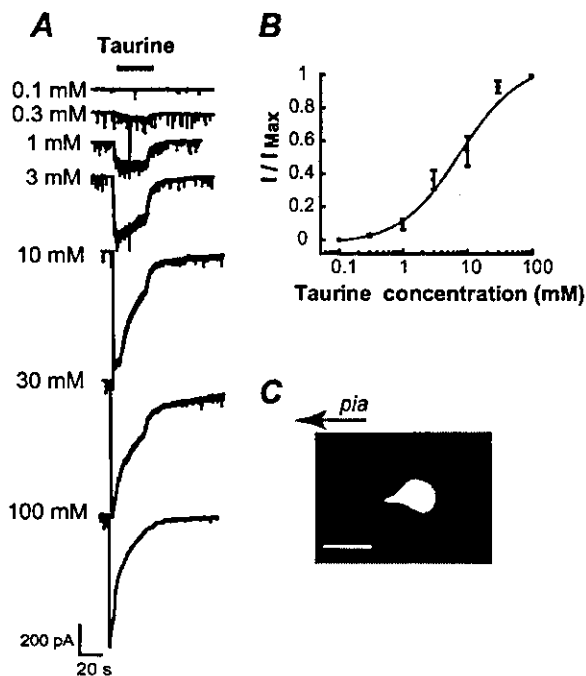 A
Taurine
0.1 mM
0.3 mM
1 mM
3 mM
10 mM
30 mM
100 mM
200 pA
20 s
B
I / I Max
1
0.8
0.6
0.4
0.2
0
0.1
1
10
100
Taurine concentration (mM)
C
pia